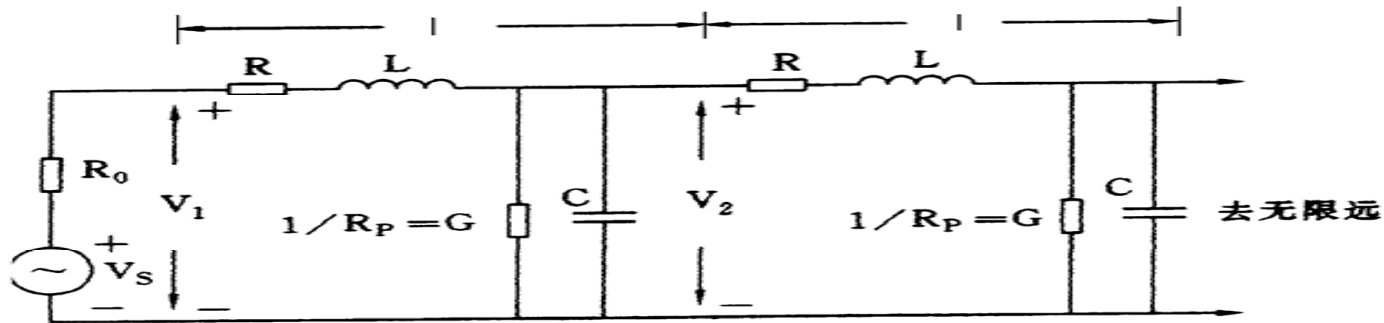 l l
R L R L
+ +
R₀ V₁ 1/R_P=G C V₂ 1/R_P=G C 去无限远
+
V_S
− − −